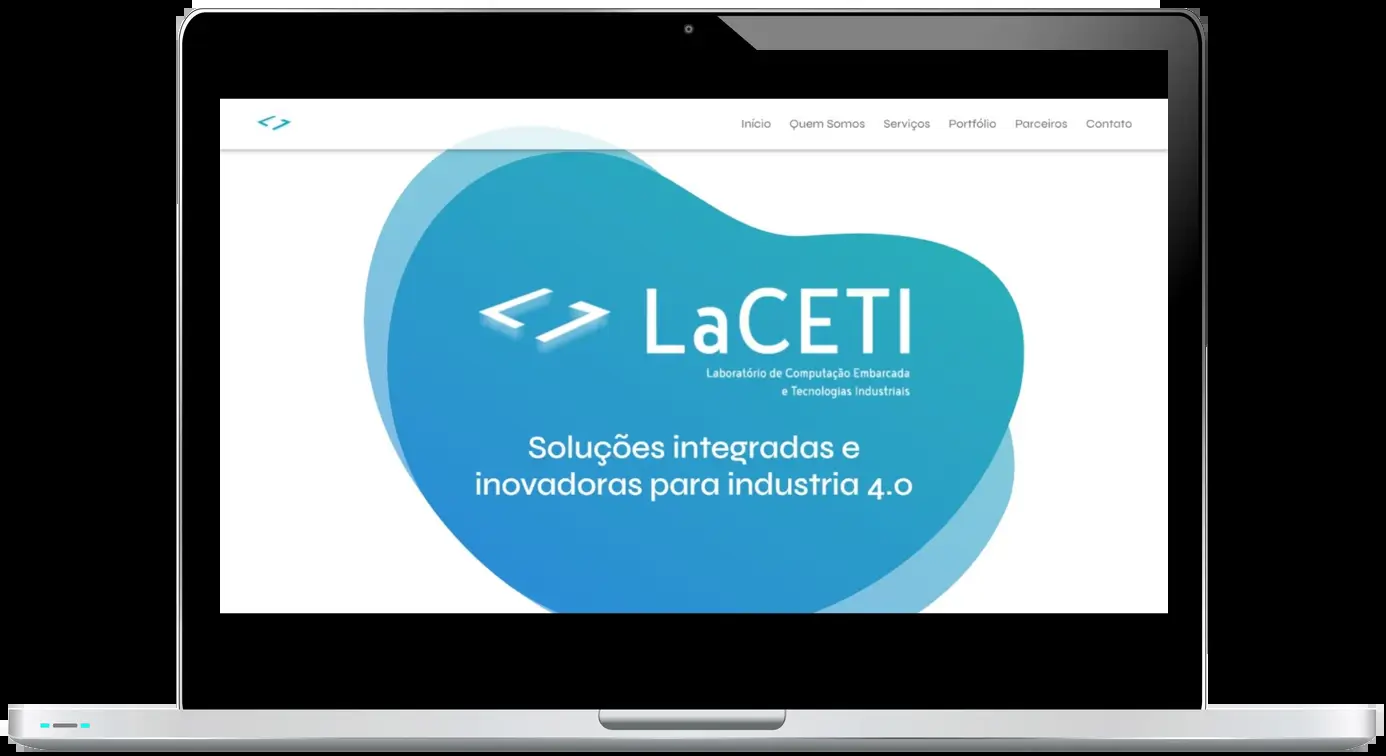 Início Quem Somos Serviços Portfólio Parceiros Contato
LaCETI
Laboratório de Computação Embarcada
e Tecnologias Industriais
Soluções integradas e
inovadoras para industria 4.0